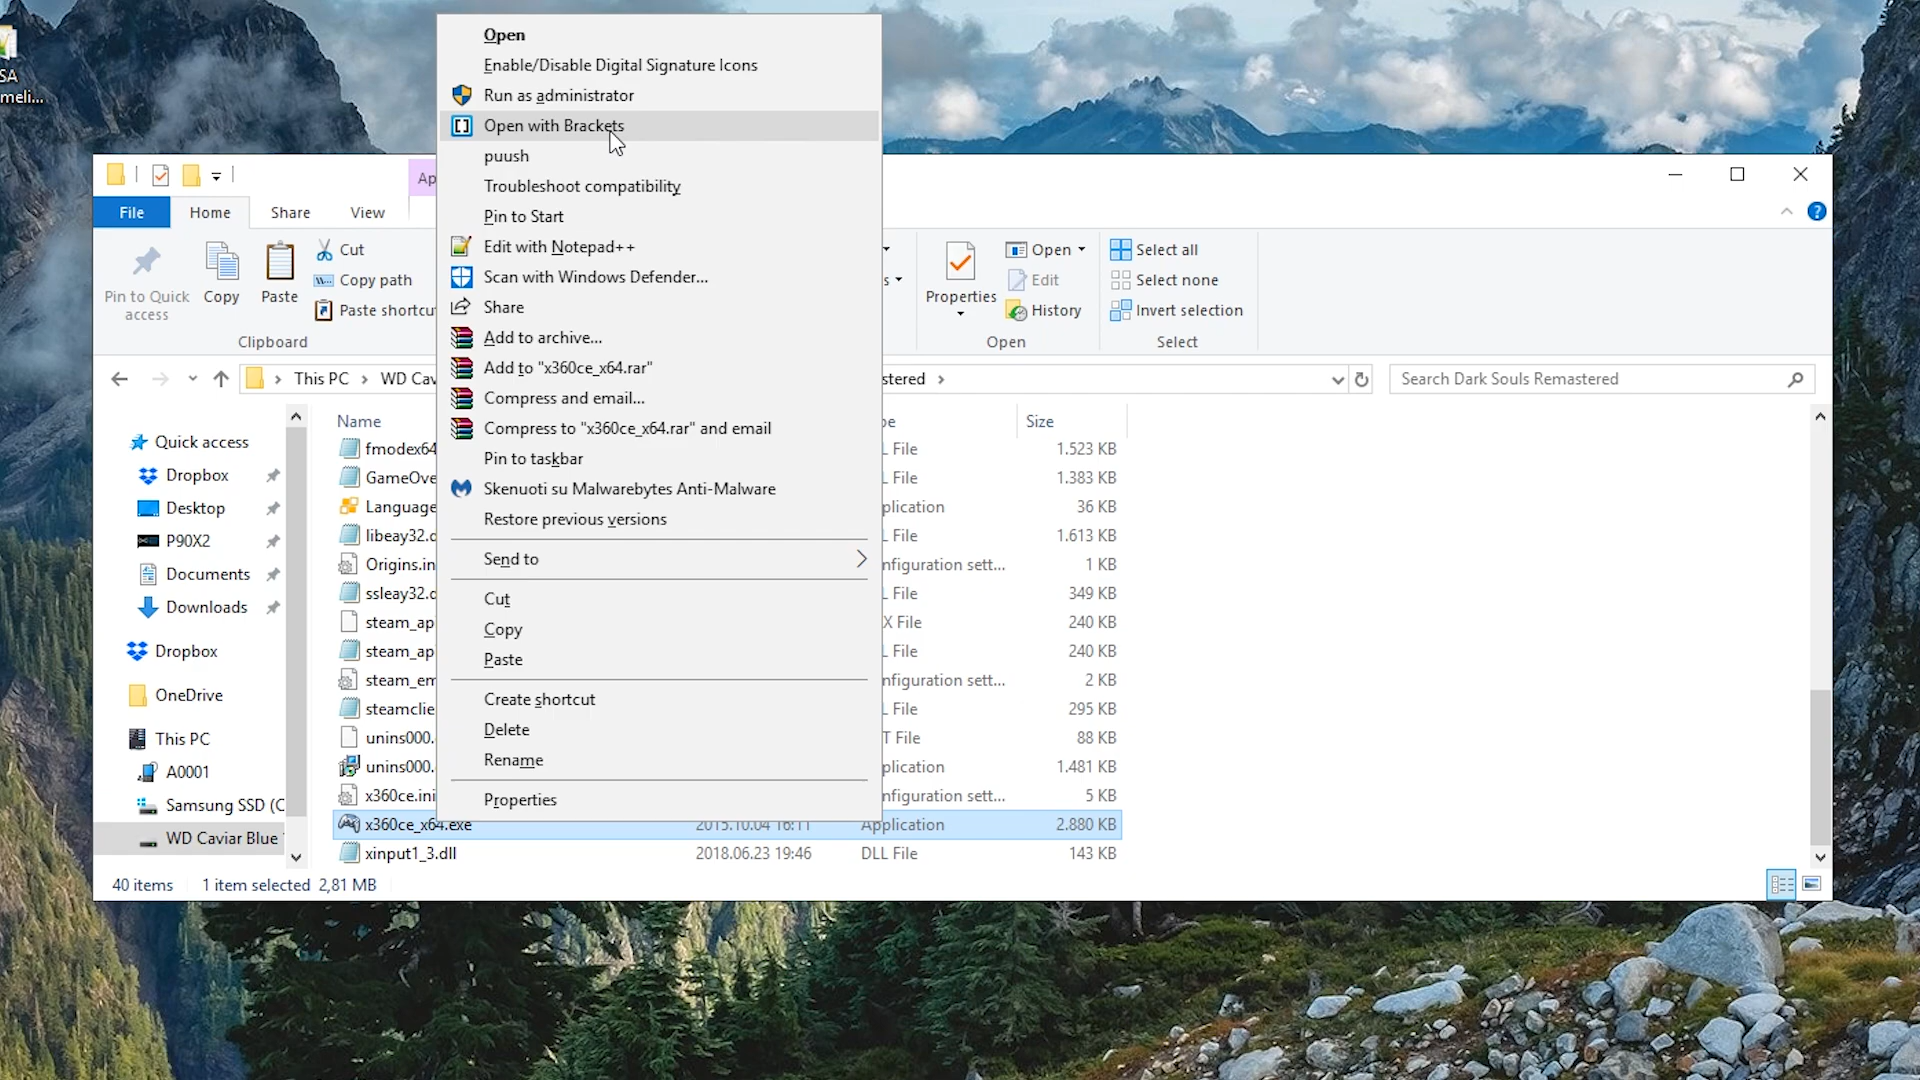 SA
meli...
Open
Enable/Disable Digital Signature Icons
Run as administrator
Open with Brackets
puush
Troubleshoot compatibility
Pin to Start
Edit with Notepad++
Scan with Windows Defender...
Share
Add to archive...
Add to "x360ce_x64.rar"
Compress and email...
Compress to "x360ce_x64.rar" and email
Pin to taskbar
Skenuoti su Malwarebytes Anti-Malware
Restore previous versions
Send to
Cut
Copy
Paste
Create shortcut
Delete
Rename
Properties
Ap
File Home Share View
Pin to Quick access
Copy
Paste
Cut
Copy path
Paste shortcu
Clipboard
s
Properties
Open
Edit
History
Open
Select all
Select none
Invert selection
Select
This PC > WD Cav
stered >
Search Dark Souls Remastered
Quick access
Dropbox
Desktop
P90X2
Documents
Downloads
Dropbox
OneDrive
This PC
A0001
Samsung SSD (C
WD Caviar Blue
Name pe Size
fmodex64 L File 1.523 KB
GameOve L File 1.383 KB
Language plication 36 KB
libeay32.d L File 1.613 KB
Origins.in nfiguration sett... 1 KB
ssleay32.d L File 349 KB
steam_ap X File 240 KB
steam_ap L File 240 KB
steam_em nfiguration sett... 2 KB
steamclie L File 295 KB
unins000. T File 88 KB
unins000. plication 1.481 KB
x360ce.ini nfiguration sett... 5 KB
x360ce_x64.exe 2015.10.04 16:11 Application 2.880 KB
xinput1_3.dll 2018.06.23 19:46 DLL File 143 KB
40 items 1 item selected 2,81 MB